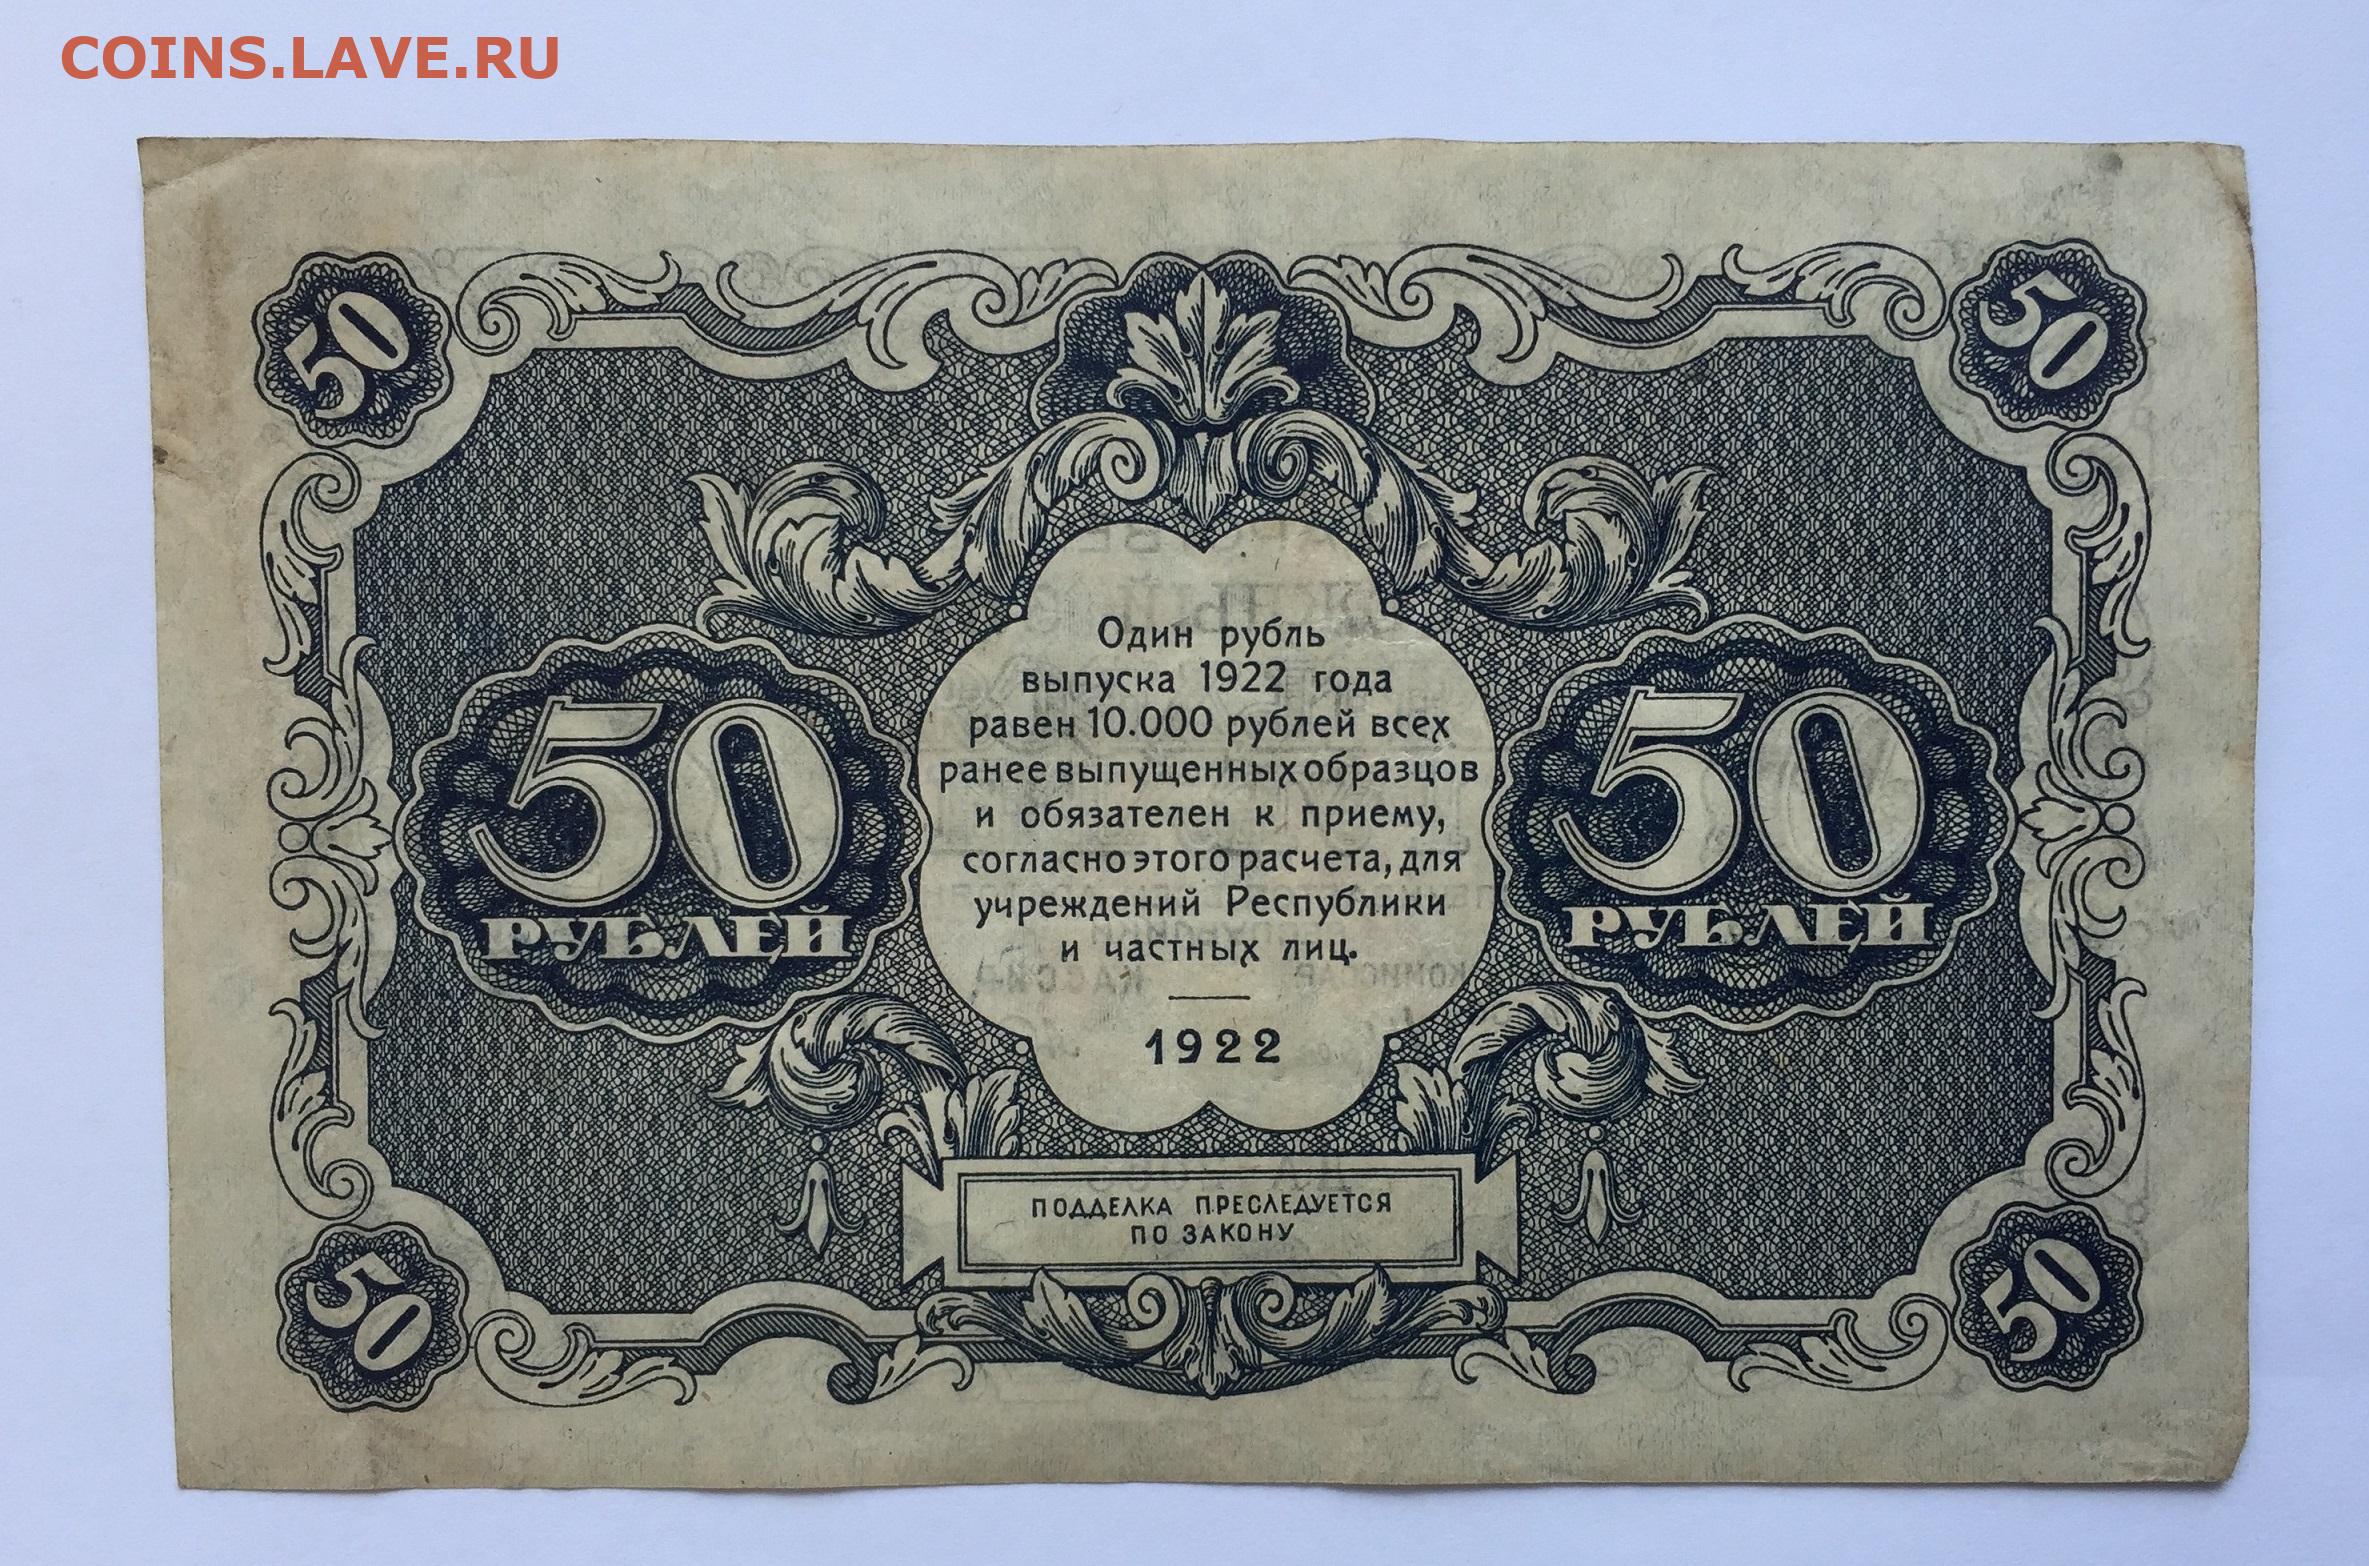 COINS.LAVE.RU
50
50
Один рубль
выпуска 1922 года
равен 10.000 рублей всех
ранее выпущенных образцов
и обязателен к приему,
согласно этого расчета, для
учреждений Республики
и частных лиц.
1922
50
РУБЛЕЙ
50
РУБЛЕЙ
ПОДДЕЛКА ПРЕСЛЕДУЕТСЯ
ПО ЗАКОНУ
50
50